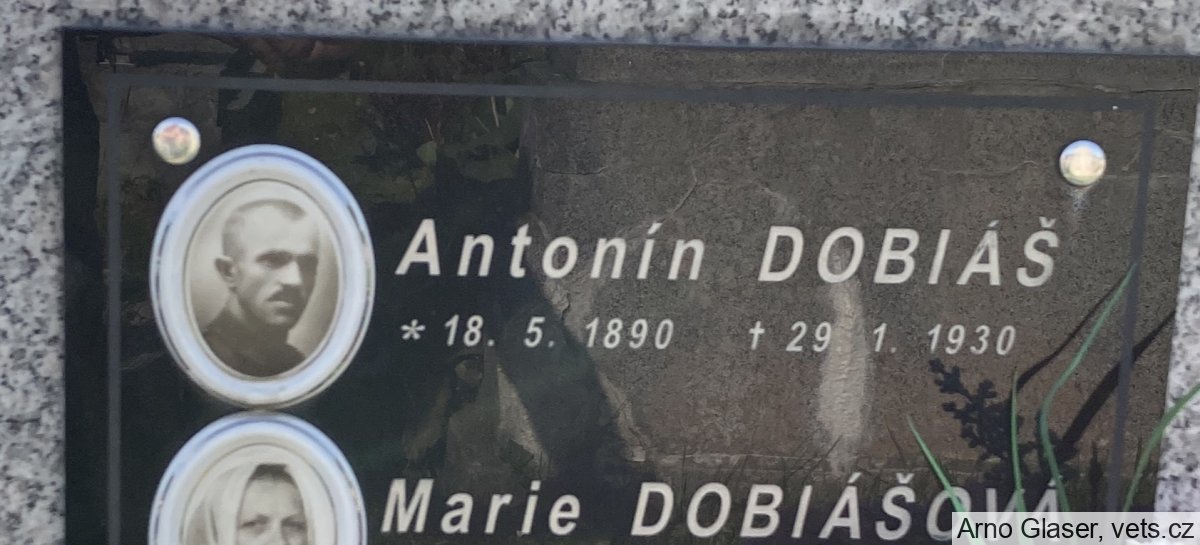 Antonín DOBIÁŠ
* 18. 5. 1890 † 29. 1. 1930
Marie DOBIÁŠOVÁ
Arno Glaser, vets.cz